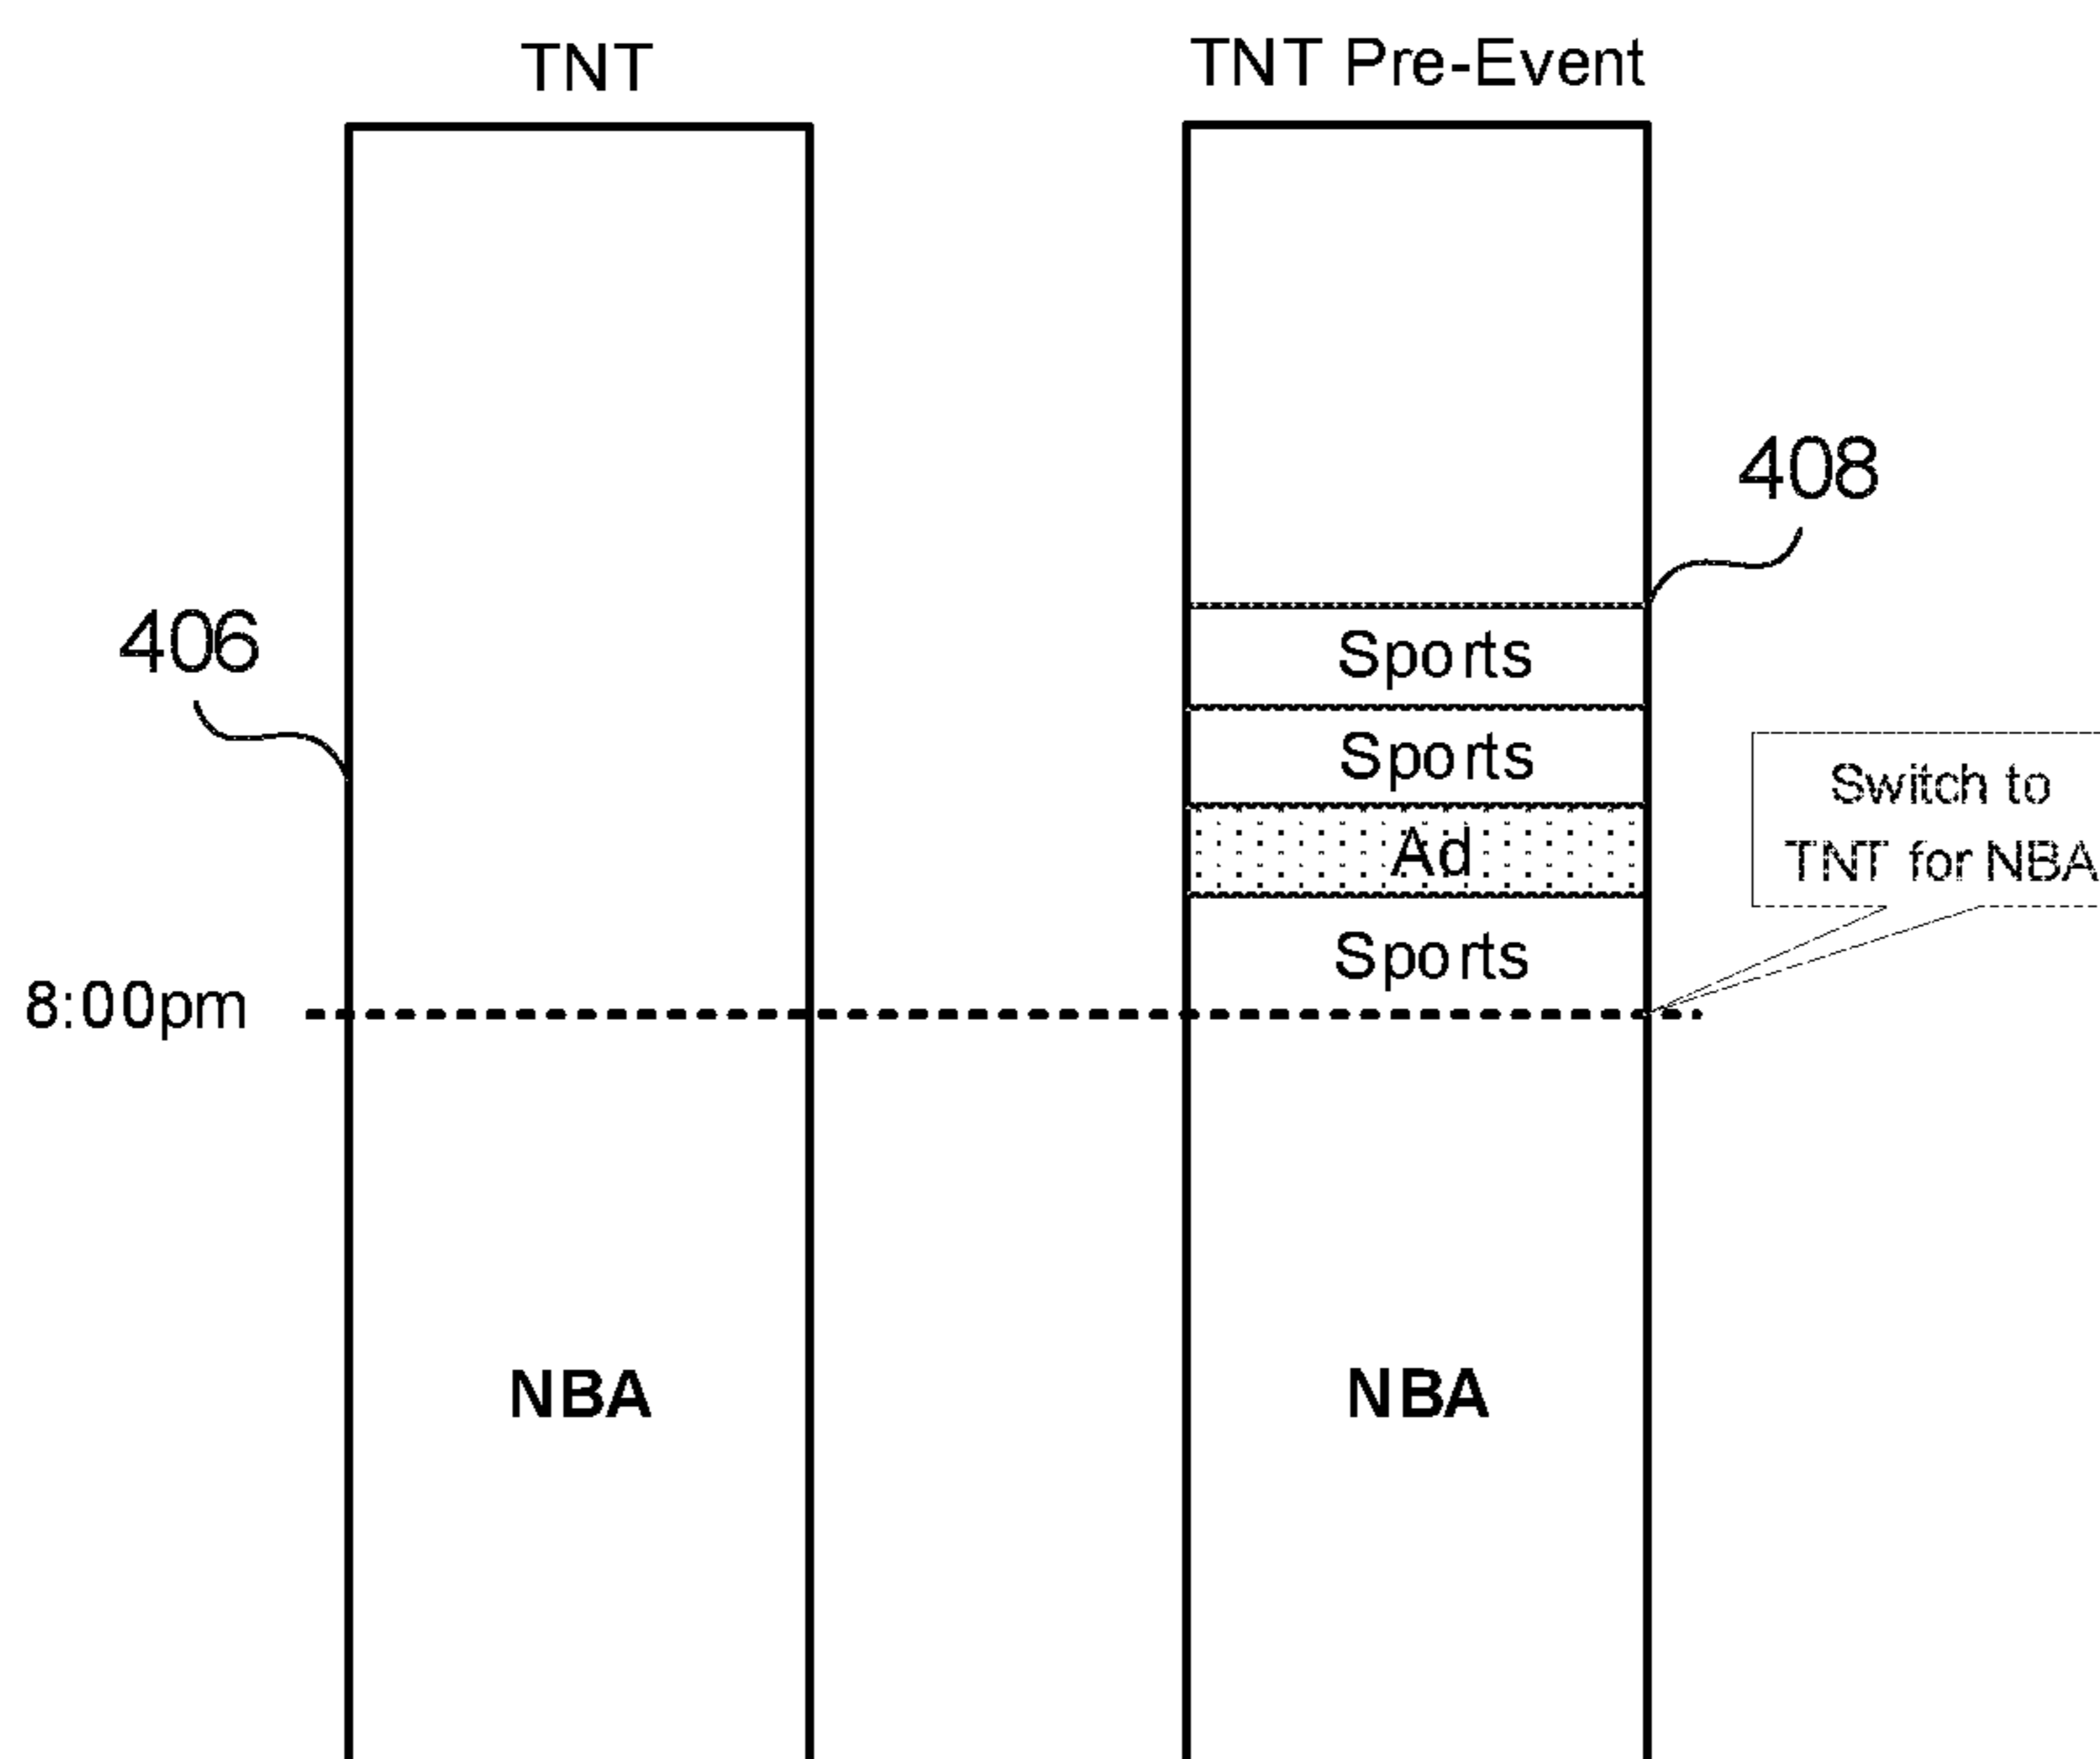 TNT
TNT Pre-Event
408
406
Sports
Sports
Switch to
TNT for NBA
Ad
Sports
8:00pm
NBA
NBA